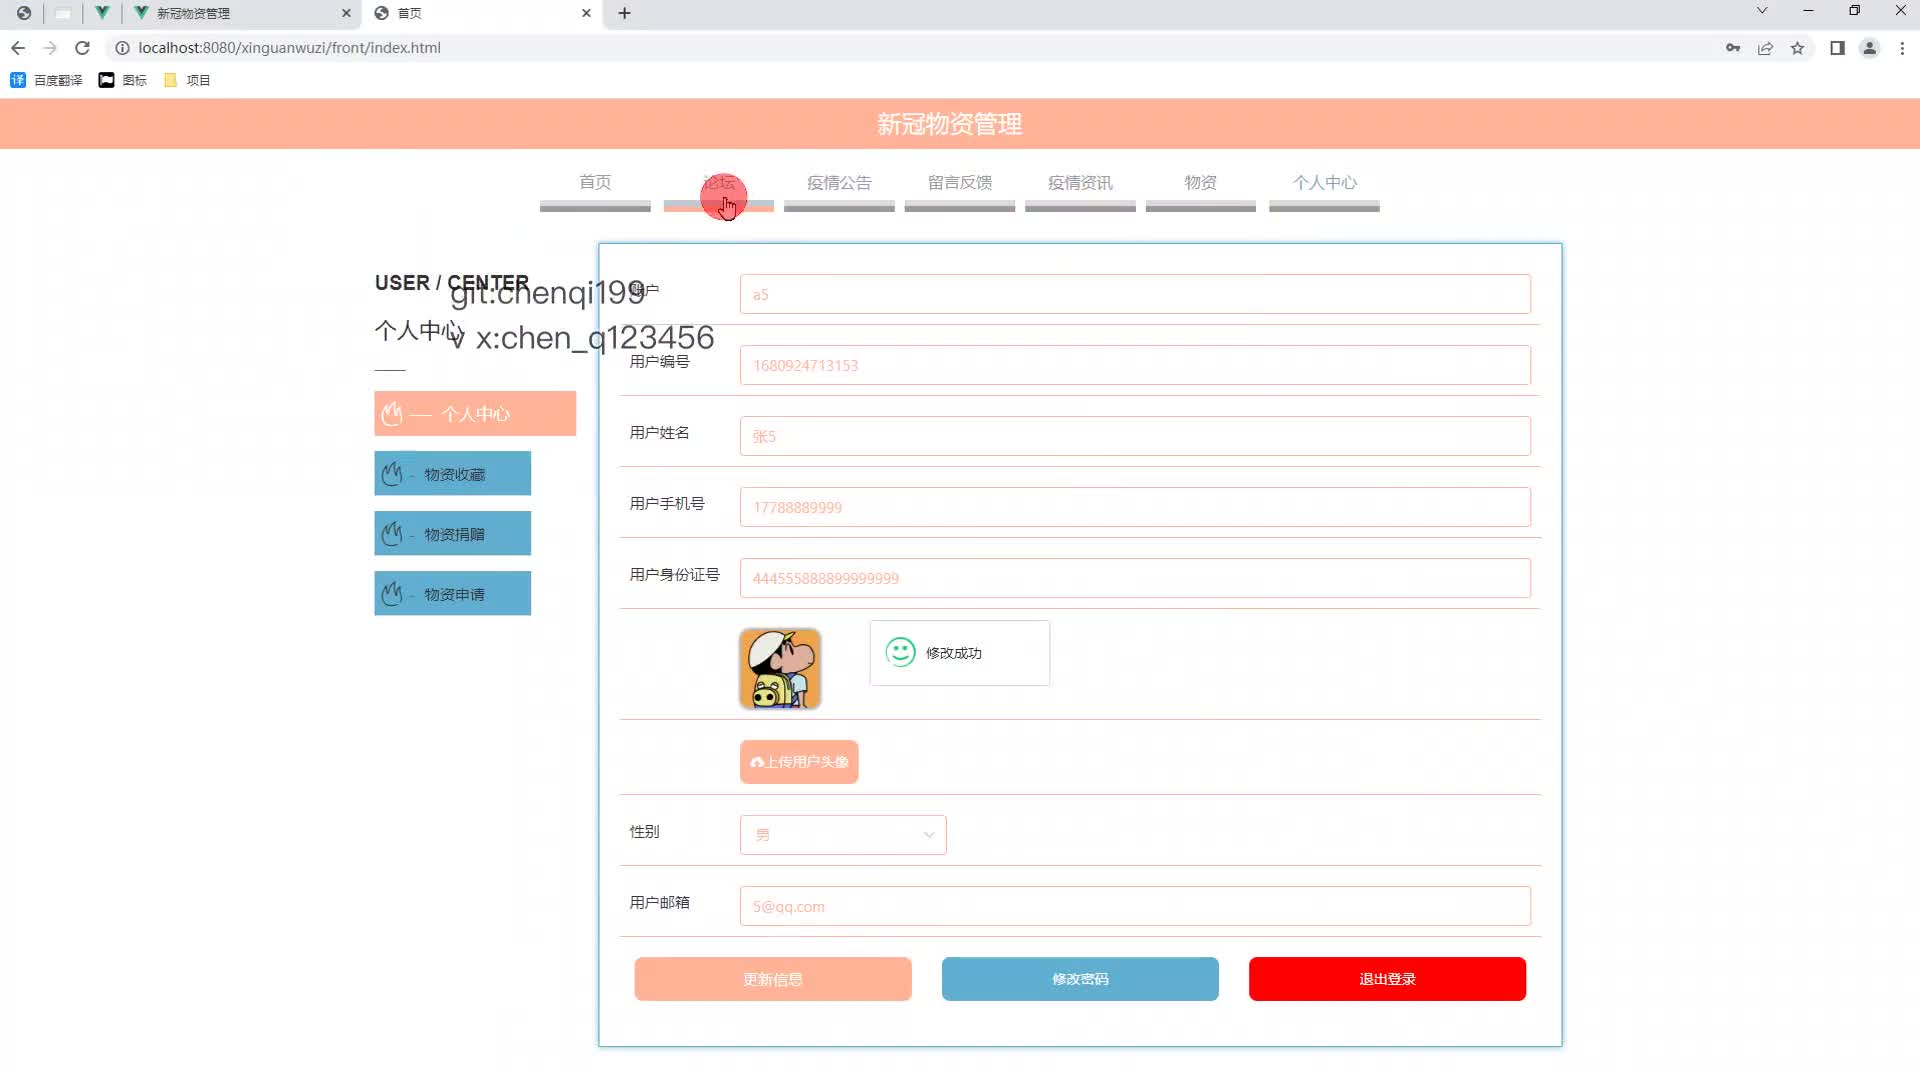 新冠物资管理
首页
localhost:8080/xinguanwuzi/front/index.html
百度翻译
图标
项目
新冠物资管理
首页
论坛
疫情公告
留言反馈
疫情资讯
物资
个人中心
USER / CENTER
git:chenqi199
个人中心
v x:chen_q123456
个人中心
物资收藏
物资捐赠
物资申请
账户
a5
用户编号
1680924713153
用户姓名
张5
用户手机号
17788889999
用户身份证号
444555888899999999
修改成功
上传用户头像
性别
男
用户邮箱
5@qq.com
更新信息
修改密码
退出登录